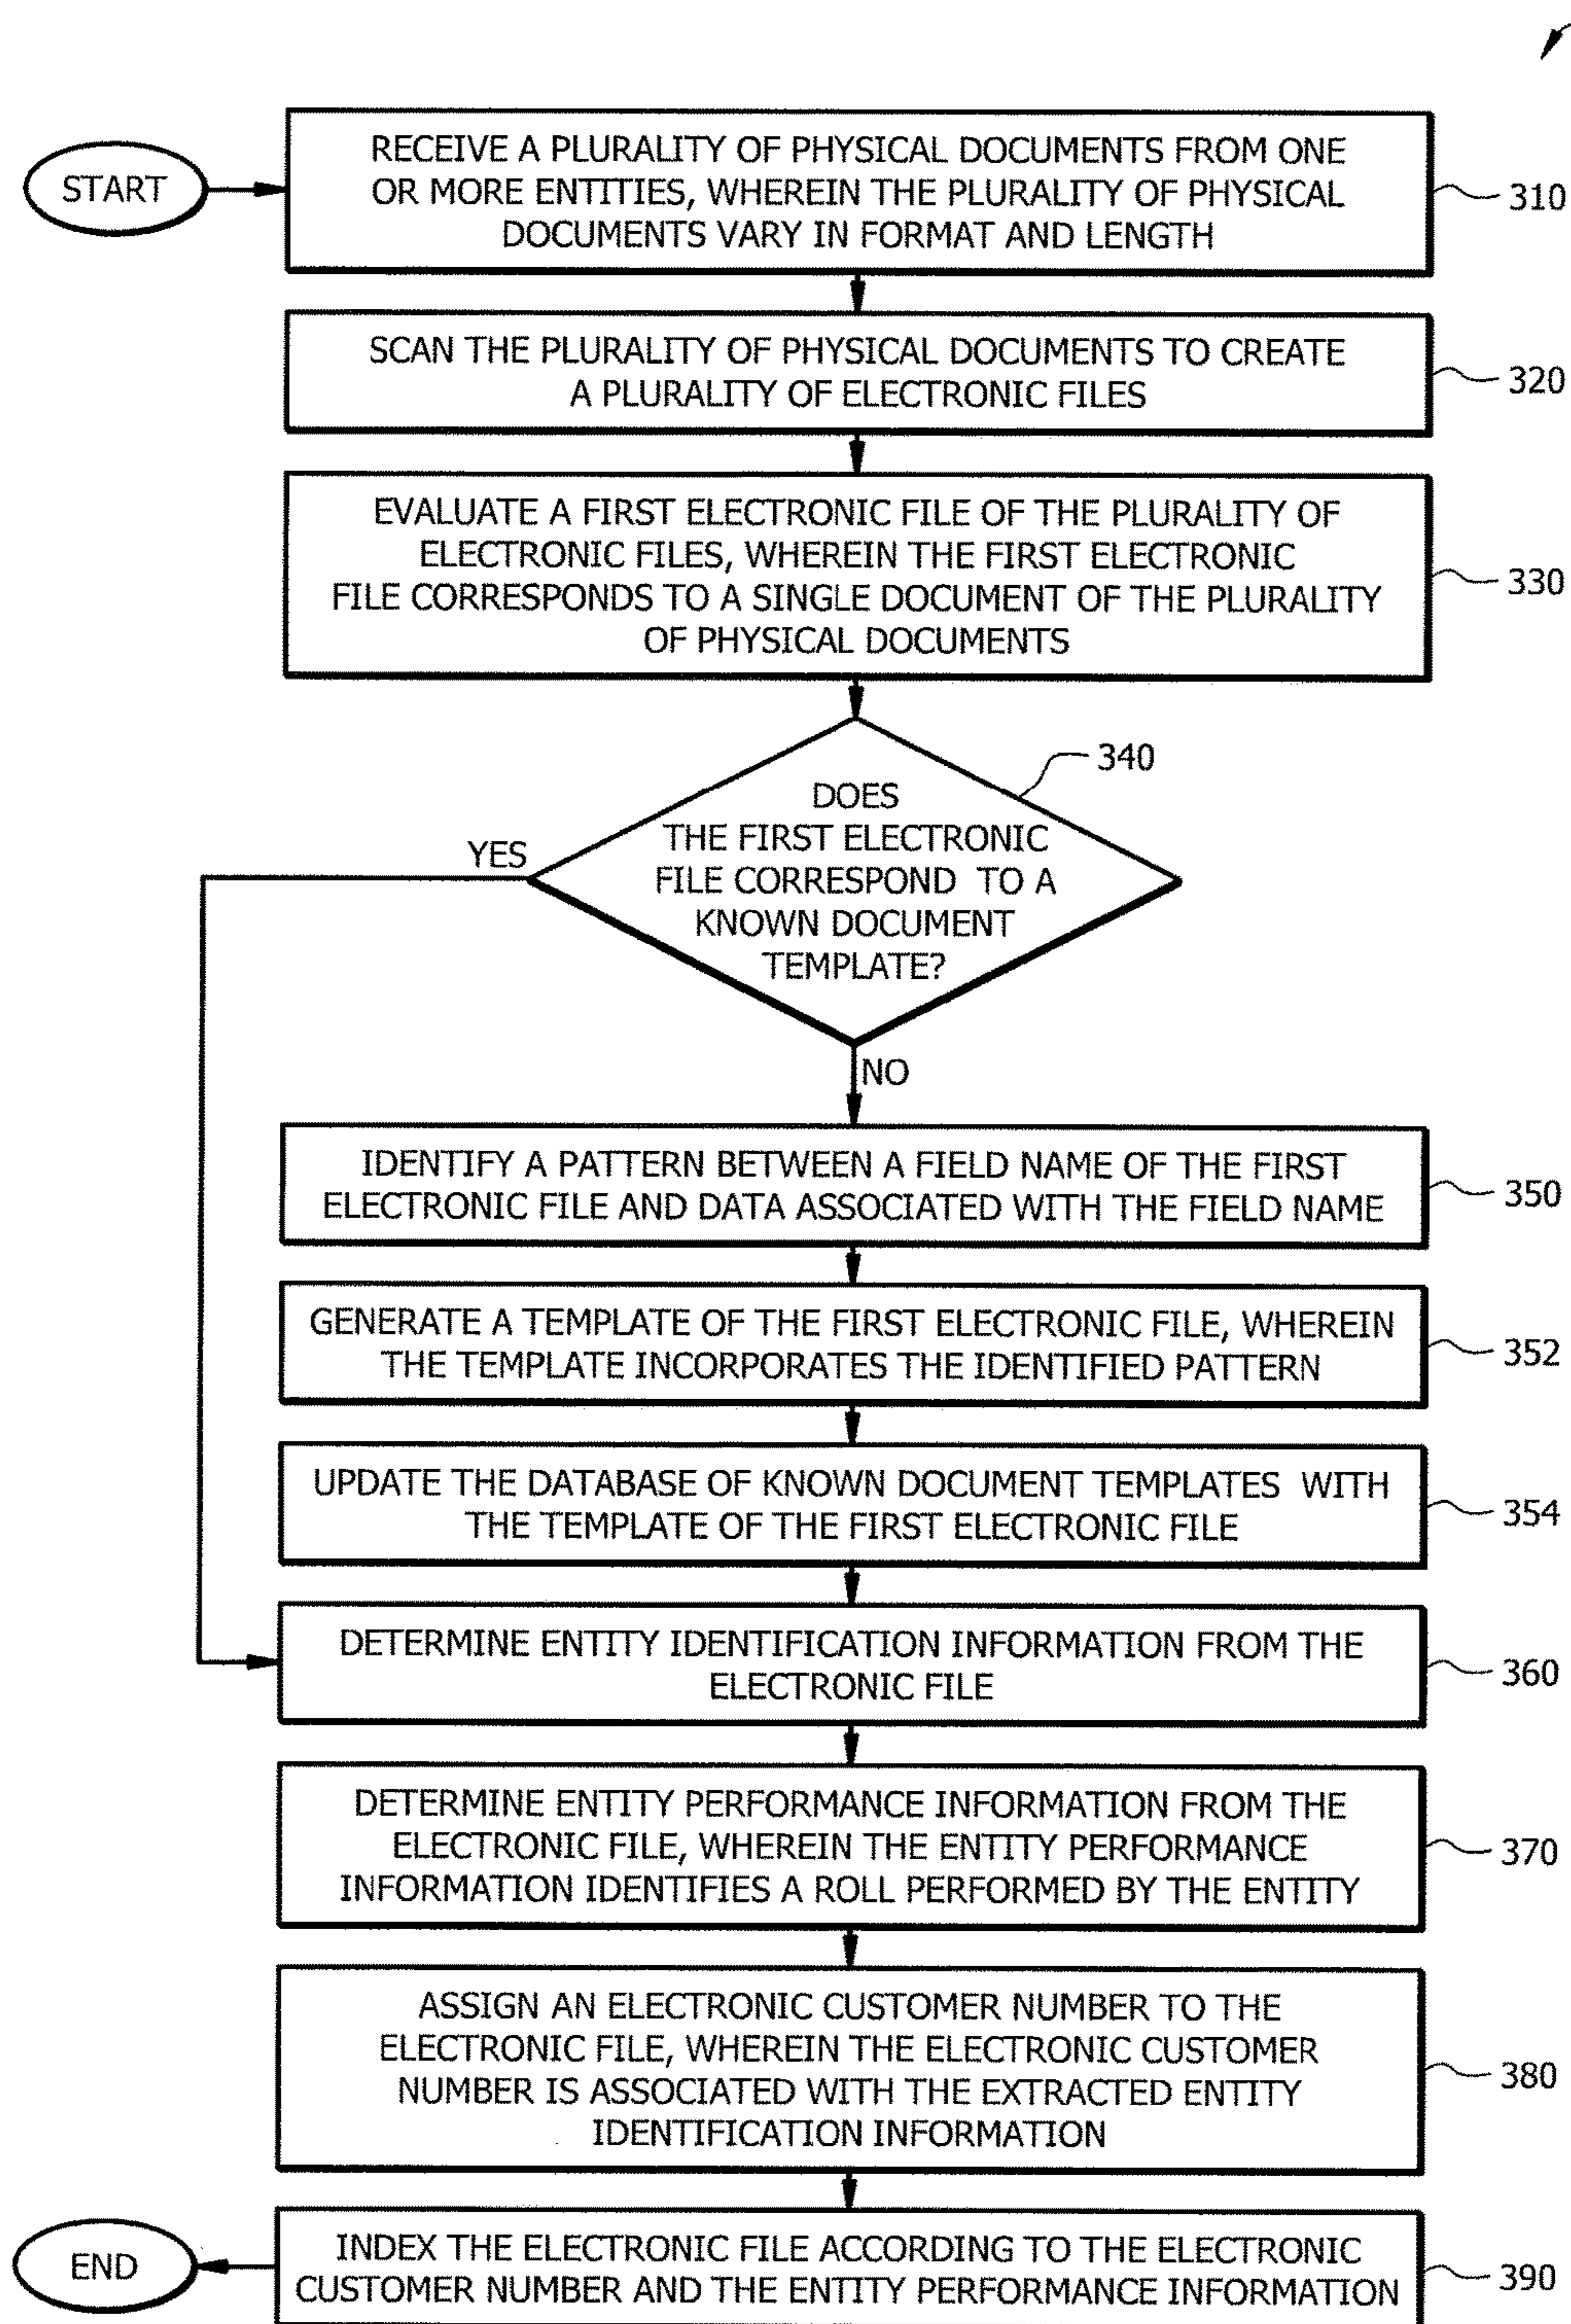 START
RECEIVE A PLURALITY OF PHYSICAL DOCUMENTS FROM ONE
OR MORE ENTITIES, WHEREIN THE PLURALITY OF PHYSICAL
DOCUMENTS VARY IN FORMAT AND LENGTH
310
SCAN THE PLURALITY OF PHYSICAL DOCUMENTS TO CREATE
A PLURALITY OF ELECTRONIC FILES
320
EVALUATE A FIRST ELECTRONIC FILE OF THE PLURALITY OF
ELECTRONIC FILES, WHEREIN THE FIRST ELECTRONIC
FILE CORRESPONDS TO A SINGLE DOCUMENT OF THE PLURALITY
OF PHYSICAL DOCUMENTS
330
340
DOES
THE FIRST ELECTRONIC
FILE CORRESPOND TO A
KNOWN DOCUMENT
TEMPLATE?
YES
NO
IDENTIFY A PATTERN BETWEEN A FIELD NAME OF THE FIRST
ELECTRONIC FILE AND DATA ASSOCIATED WITH THE FIELD NAME
350
GENERATE A TEMPLATE OF THE FIRST ELECTRONIC FILE, WHEREIN
THE TEMPLATE INCORPORATES THE IDENTIFIED PATTERN
352
UPDATE THE DATABASE OF KNOWN DOCUMENT TEMPLATES WITH
THE TEMPLATE OF THE FIRST ELECTRONIC FILE
354
DETERMINE ENTITY IDENTIFICATION INFORMATION FROM THE
ELECTRONIC FILE
360
DETERMINE ENTITY PERFORMANCE INFORMATION FROM THE
ELECTRONIC FILE, WHEREIN THE ENTITY PERFORMANCE
INFORMATION IDENTIFIES A ROLL PERFORMED BY THE ENTITY
370
ASSIGN AN ELECTRONIC CUSTOMER NUMBER TO THE
ELECTRONIC FILE, WHEREIN THE ELECTRONIC CUSTOMER
NUMBER IS ASSOCIATED WITH THE EXTRACTED ENTITY
IDENTIFICATION INFORMATION
380
END
INDEX THE ELECTRONIC FILE ACCORDING TO THE ELECTRONIC
CUSTOMER NUMBER AND THE ENTITY PERFORMANCE INFORMATION
390